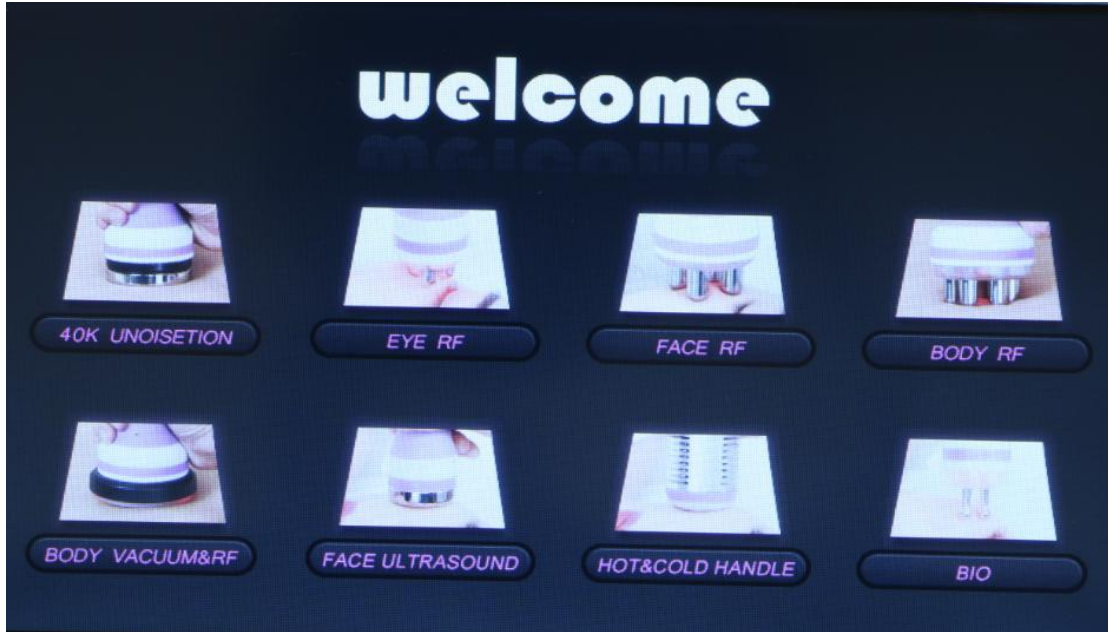 welcome
40K UNOISETION
EYE RF
FACE RF
BODY RF
BODY VACUUM&RF
FACE ULTRASOUND
HOT&COLD HANDLE
BIO